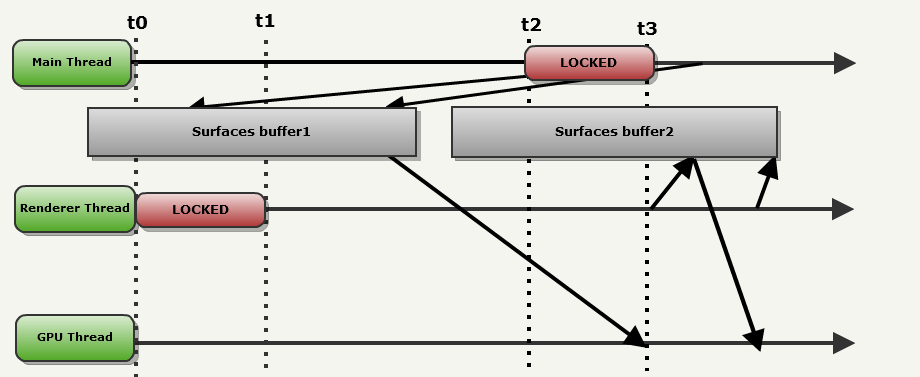 t0
t1
t2
t3
Main Thread
LOCKED
Surfaces buffer1
Surfaces buffer2
Renderer Thread
LOCKED
GPU Thread